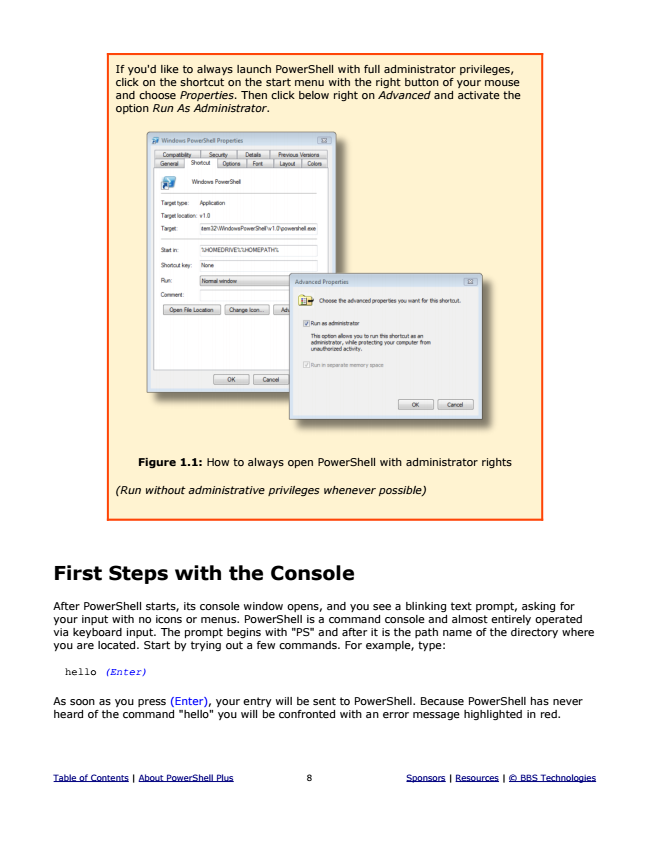 If you'd like to always launch PowerShell with full administrator privileges,
click on the shortcut on the start menu with the right button of your mouse
and choose Properties. Then click below right on Advanced and activate the
option Run As Administrator.
Windows PowerShell Properties
Compatibility Security Details Previous Versions
General Shortcut Options Font Layout Colors
Windows PowerShell
Target type: Application
Target location: v1.0
Target: stem32\WindowsPowerShell\v1.0\powershell.exe
Start in: %HOMEDRIVE%%HOMEPATH%
Shortcut key: None
Run: Normal window
Comment:
Open File Location Change Icon...
OK Cancel
Advanced Properties
Choose the advanced properties you want for this shortcut.
Run as administrator
This option allows you to run this shortcut as an
administrator, while protecting your computer from
unauthorized activity.
Run in separate memory space
OK Cancel
Figure 1.1: How to always open PowerShell with administrator rights
(Run without administrative privileges whenever possible)
First Steps with the Console
After PowerShell starts, its console window opens, and you see a blinking text prompt, asking for
your input with no icons or menus. PowerShell is a command console and almost entirely operated
via keyboard input. The prompt begins with "PS" and after it is the path name of the directory where
you are located. Start by trying out a few commands. For example, type:
hello (Enter)
As soon as you press (Enter), your entry will be sent to PowerShell. Because PowerShell has never
heard of the command "hello" you will be confronted with an error message highlighted in red.
Table of Contents | About PowerShell Plus 8 Sponsors | Resources | © BBS Technologies